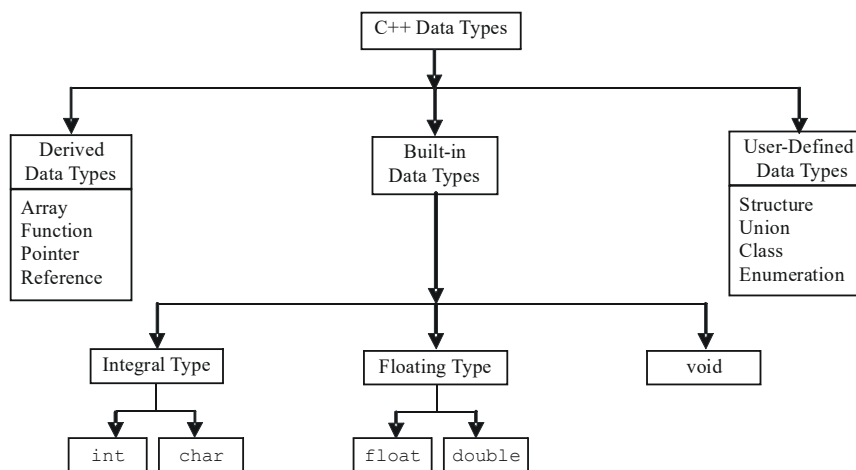 C++ Data Types
Derived
Data Types
Array
Function
Pointer
Reference
Built-in
Data Types
User-Defined
Data Types
Structure
Union
Class
Enumeration
Integral Type
Floating Type
void
int
char
float
double